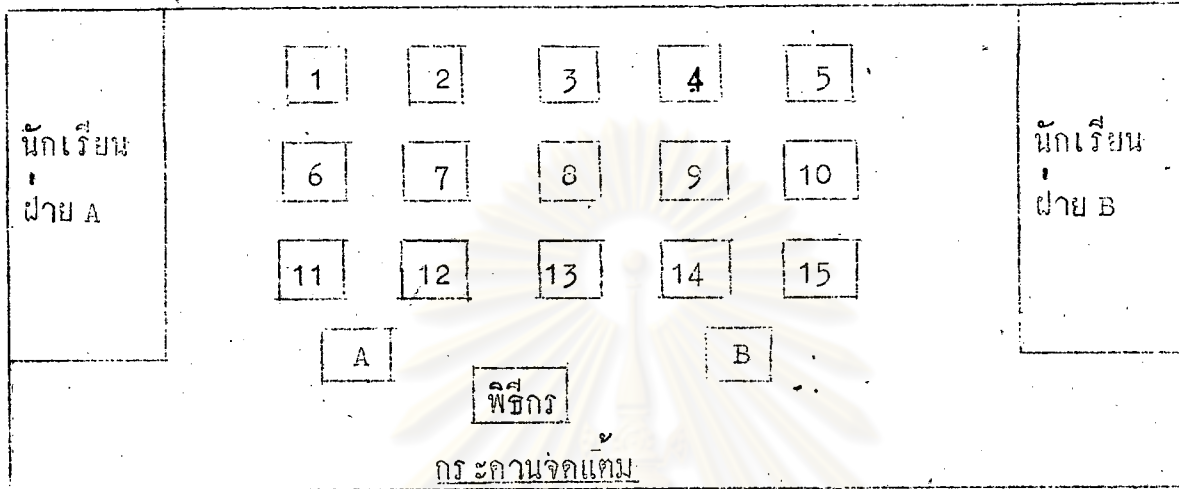 1 2 3 4 5
นักเรียน
ฝ่าย A
นักเรียน
ฝ่าย B
6 7 8 9 10
11 12 13 14 15
A B
พิธีกร
กระดานจดแต้ม